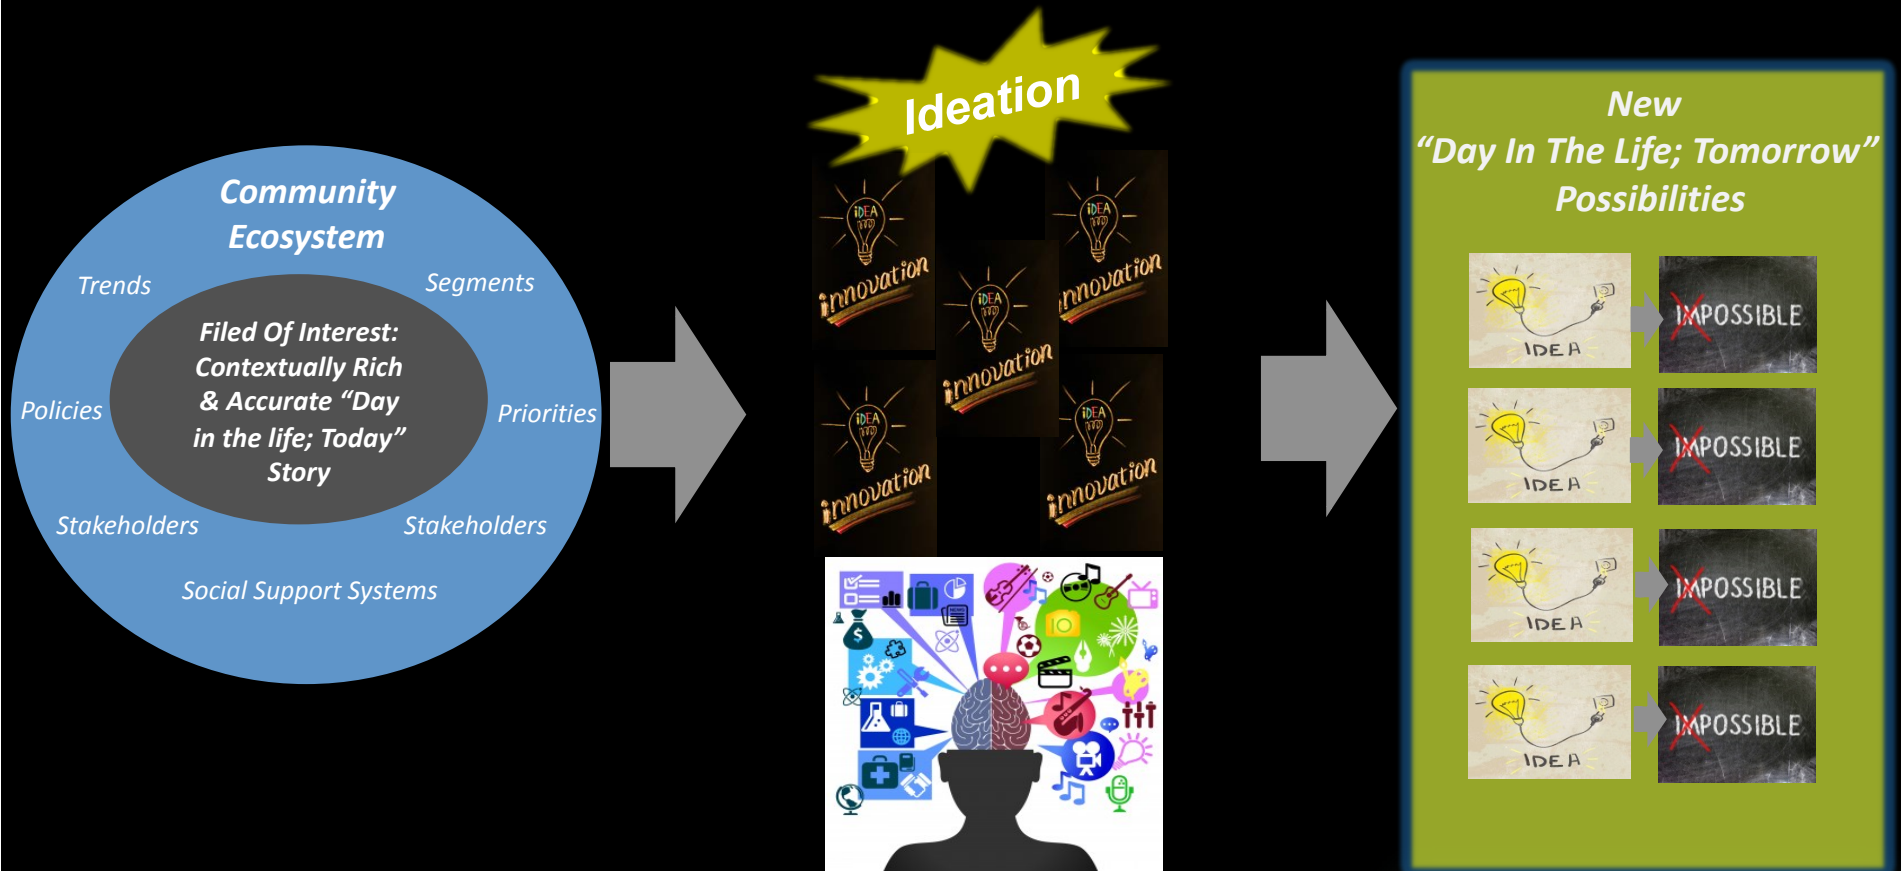 Community
Ecosystem
Trends
Segments
Filed Of Interest:
Contextually Rich
& Accurate “Day
in the life; Today”
Story
Policies
Priorities
Stakeholders
Stakeholders
Social Support Systems
Ideation
iDEA
innovation
iDEA
innovation
iDEA
innovation
iDEA
innovation
iDEA
innovation
NEWS
$
New
“Day In The Life; Tomorrow”
Possibilities
IDEA
IMPOSSIBLE
IDEA
IMPOSSIBLE
IDEA
IMPOSSIBLE
IDEA
IMPOSSIBLE